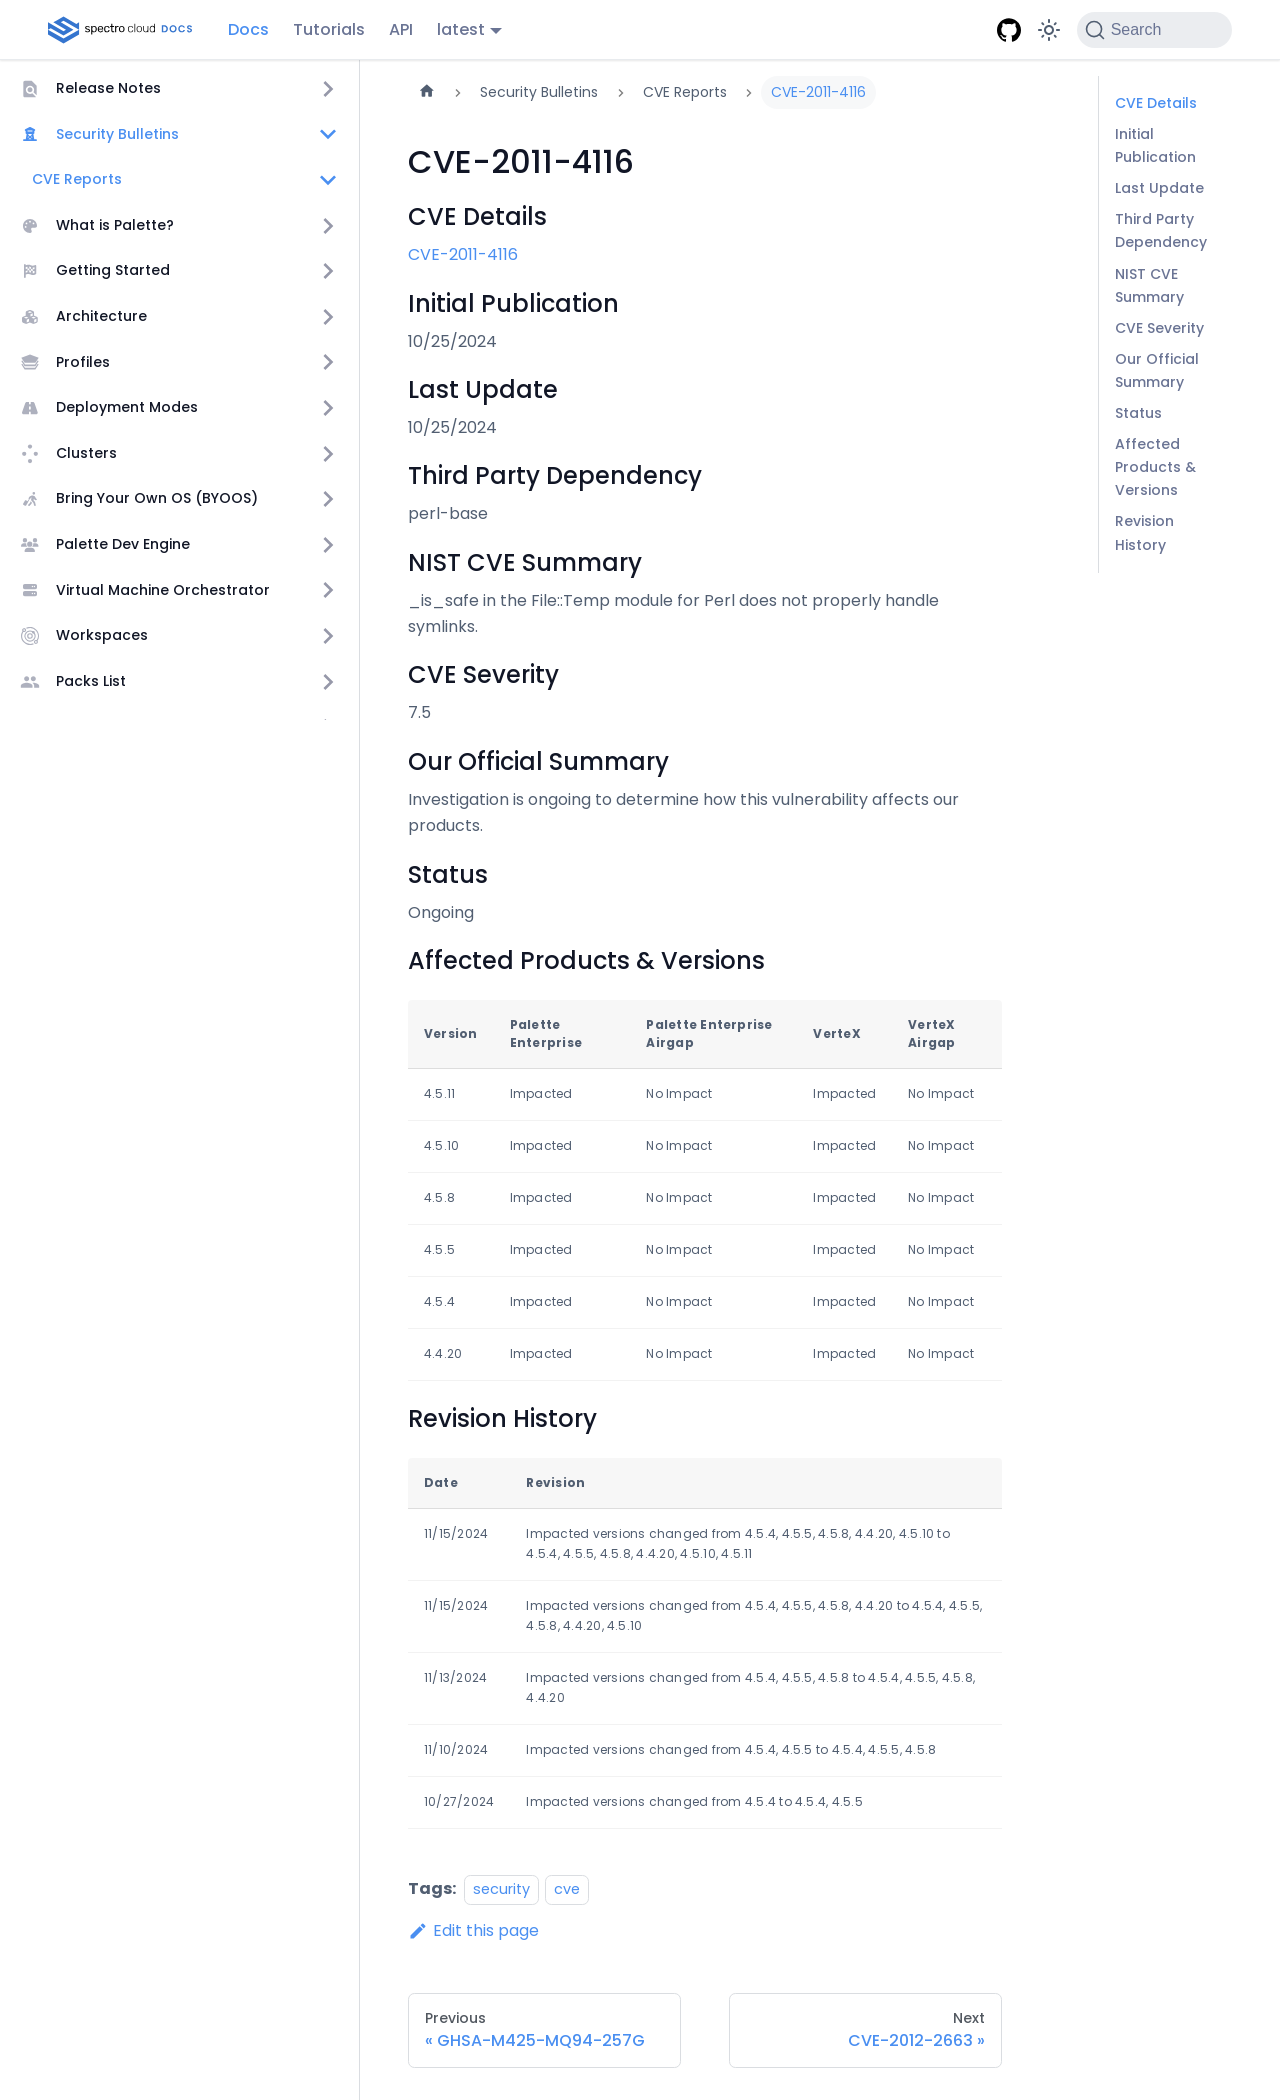 spectro cloud DOCS Docs Tutorials API latest Search
Release Notes
Security Bulletins
CVE Reports
What is Palette?
Getting Started
Architecture
Profiles
Deployment Modes
Clusters
Bring Your Own OS (BYOOS)
Palette Dev Engine
Virtual Machine Orchestrator
Workspaces
Packs List
Security Bulletins CVE Reports CVE-2011-4116
CVE-2011-4116
CVE Details
CVE-2011-4116
Initial Publication
10/25/2024
Last Update
10/25/2024
Third Party Dependency
perl-base
NIST CVE Summary
_is_safe in the File::Temp module for Perl does not properly handle
symlinks.
CVE Severity
7.5
Our Official Summary
Investigation is ongoing to determine how this vulnerability affects our
products.
Status
Ongoing
Affected Products & Versions
Version Palette Enterprise Palette Enterprise Airgap VerteX VerteX Airgap
4.5.11 Impacted No Impact Impacted No Impact
4.5.10 Impacted No Impact Impacted No Impact
4.5.8 Impacted No Impact Impacted No Impact
4.5.5 Impacted No Impact Impacted No Impact
4.5.4 Impacted No Impact Impacted No Impact
4.4.20 Impacted No Impact Impacted No Impact
Revision History
Date Revision
11/15/2024 Impacted versions changed from 4.5.4, 4.5.5, 4.5.8, 4.4.20, 4.5.10 to
4.5.4, 4.5.5, 4.5.8, 4.4.20, 4.5.10, 4.5.11
11/15/2024 Impacted versions changed from 4.5.4, 4.5.5, 4.5.8, 4.4.20 to 4.5.4, 4.5.5,
4.5.8, 4.4.20, 4.5.10
11/13/2024 Impacted versions changed from 4.5.4, 4.5.5, 4.5.8 to 4.5.4, 4.5.5, 4.5.8,
4.4.20
11/10/2024 Impacted versions changed from 4.5.4, 4.5.5 to 4.5.4, 4.5.5, 4.5.8
10/27/2024 Impacted versions changed from 4.5.4 to 4.5.4, 4.5.5
Tags: security cve
Edit this page
Previous
« GHSA-M425-MQ94-257G
Next
CVE-2012-2663 »
CVE Details
Initial
Publication
Last Update
Third Party
Dependency
NIST CVE
Summary
CVE Severity
Our Official
Summary
Status
Affected
Products &
Versions
Revision
History